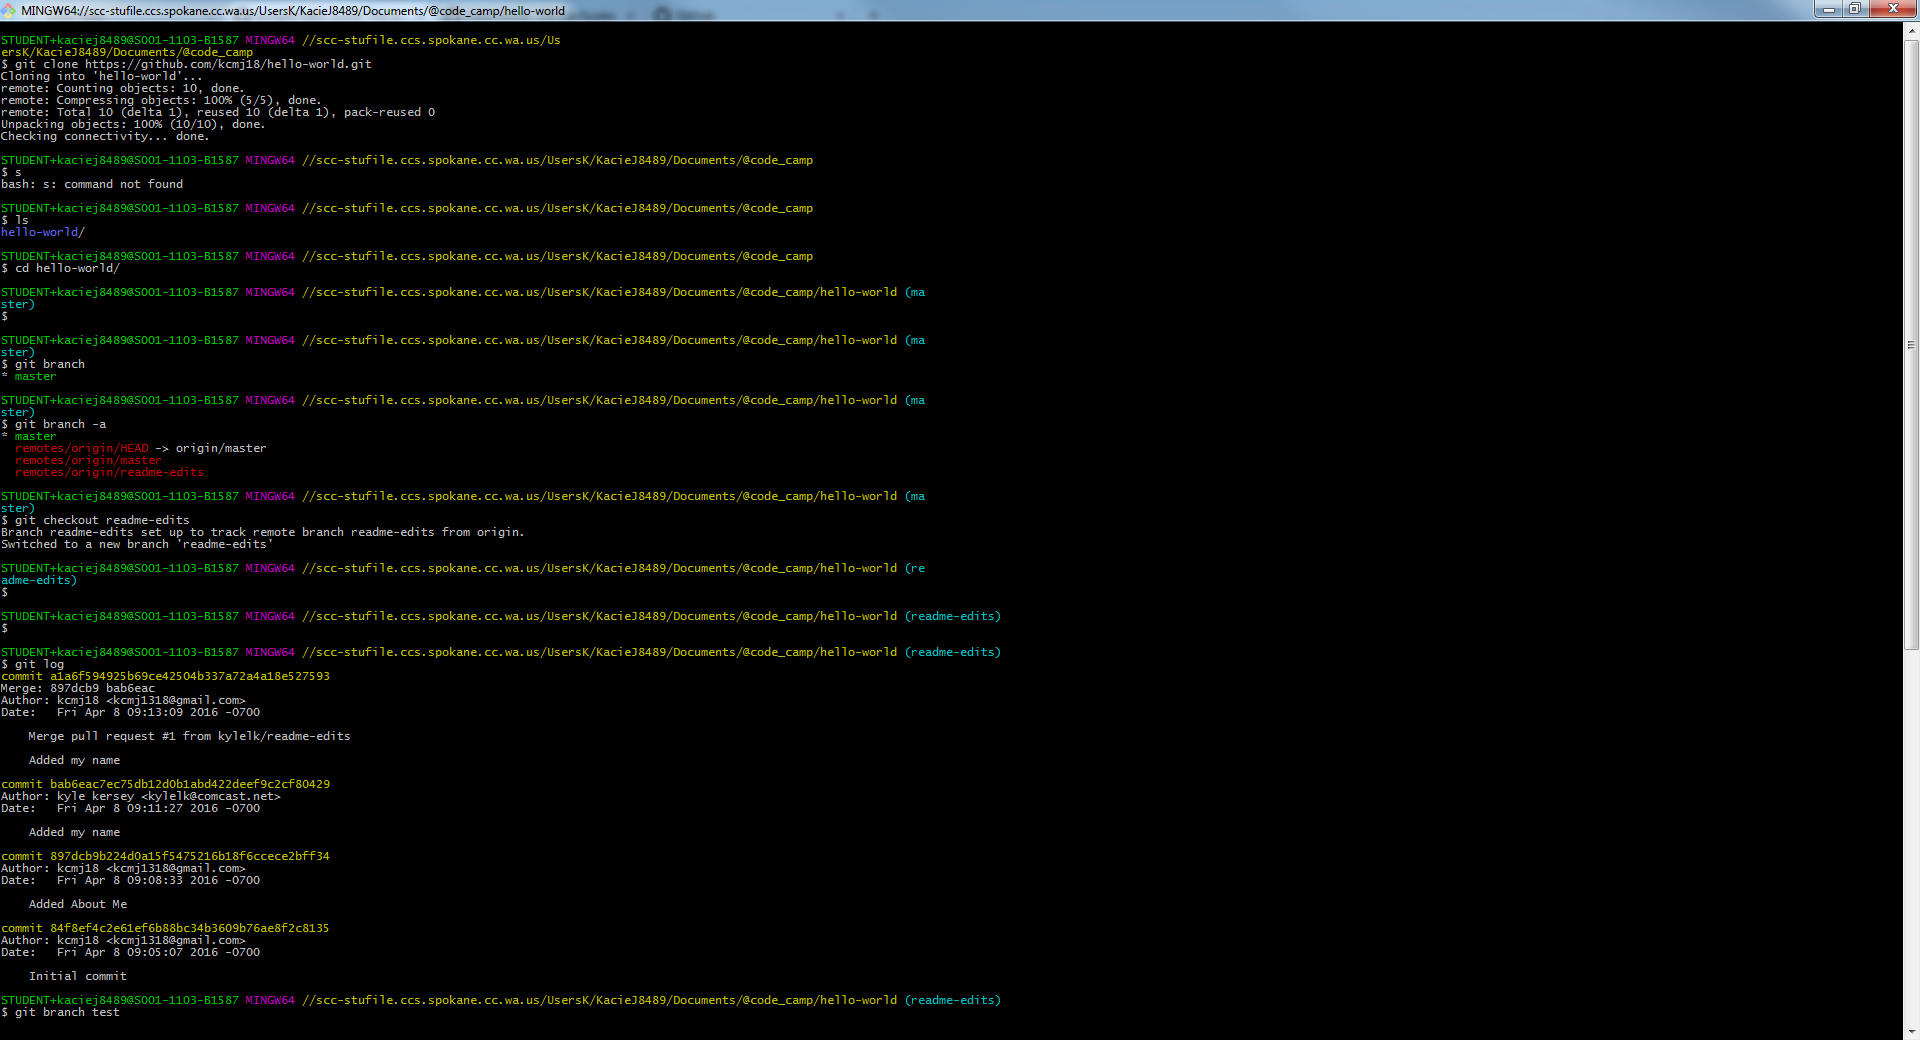 MINGW64://scc-stufile.ccs.spokane.cc.wa.us/UsersK/KacieJ8489/Documents/@code_camp/hello-world
STUDENT+kaciej8489@S001-1103-B1587 MINGW64 //scc-stufile.ccs.spokane.cc.wa.us/Us
ersK/KacieJ8489/Documents/@code_camp
$ git clone https://github.com/kcmj18/hello-world.git
Cloning into 'hello-world'...
remote: Counting objects: 10, done.
remote: Compressing objects: 100% (5/5), done.
remote: Total 10 (delta 1), reused 10 (delta 1), pack-reused 0
Unpacking objects: 100% (10/10), done.
Checking connectivity... done.
STUDENT+kaciej8489@S001-1103-B1587 MINGW64 //scc-stufile.ccs.spokane.cc.wa.us/UsersK/KacieJ8489/Documents/@code_camp
$ s
bash: s: command not found
STUDENT+kaciej8489@S001-1103-B1587 MINGW64 //scc-stufile.ccs.spokane.cc.wa.us/UsersK/KacieJ8489/Documents/@code_camp
$ ls
hello-world/
STUDENT+kaciej8489@S001-1103-B1587 MINGW64 //scc-stufile.ccs.spokane.cc.wa.us/UsersK/KacieJ8489/Documents/@code_camp
$ cd hello-world/
STUDENT+kaciej8489@S001-1103-B1587 MINGW64 //scc-stufile.ccs.spokane.cc.wa.us/UsersK/KacieJ8489/Documents/@code_camp/hello-world (ma
ster)
$
STUDENT+kaciej8489@S001-1103-B1587 MINGW64 //scc-stufile.ccs.spokane.cc.wa.us/UsersK/KacieJ8489/Documents/@code_camp/hello-world (ma
ster)
$ git branch
* master
STUDENT+kaciej8489@S001-1103-B1587 MINGW64 //scc-stufile.ccs.spokane.cc.wa.us/UsersK/KacieJ8489/Documents/@code_camp/hello-world (ma
ster)
$ git branch -a
* master
remotes/origin/HEAD -> origin/master
remotes/origin/master
remotes/origin/readme-edits
STUDENT+kaciej8489@S001-1103-B1587 MINGW64 //scc-stufile.ccs.spokane.cc.wa.us/UsersK/KacieJ8489/Documents/@code_camp/hello-world (ma
ster)
$ git checkout readme-edits
Branch readme-edits set up to track remote branch readme-edits from origin.
Switched to a new branch 'readme-edits'
STUDENT+kaciej8489@S001-1103-B1587 MINGW64 //scc-stufile.ccs.spokane.cc.wa.us/UsersK/KacieJ8489/Documents/@code_camp/hello-world (re
adme-edits)
$
STUDENT+kaciej8489@S001-1103-B1587 MINGW64 //scc-stufile.ccs.spokane.cc.wa.us/UsersK/KacieJ8489/Documents/@code_camp/hello-world (readme-edits)
$
STUDENT+kaciej8489@S001-1103-B1587 MINGW64 //scc-stufile.ccs.spokane.cc.wa.us/UsersK/KacieJ8489/Documents/@code_camp/hello-world (readme-edits)
$ git log
commit a1a6f594925b69ce42504b337a72a4a18e527593
Merge: 897dcb9 bab6eac
Author: kcmj18 <kcmj1318@gmail.com>
Date:   Fri Apr 8 09:13:09 2016 -0700
Merge pull request #1 from kylelk/readme-edits
Added my name
commit bab6eac7ec75db12d0b1abd422deef9c2cf80429
Author: kyle kersey <kylelk@comcast.net>
Date:   Fri Apr 8 09:11:27 2016 -0700
Added my name
commit 897dcb9b224d0a15f5475216b18f6ccece2bff34
Author: kcmj18 <kcmj1318@gmail.com>
Date:   Fri Apr 8 09:08:33 2016 -0700
Added About Me
commit 84f8ef4c2e61ef6b88bc34b3609b76ae8f2c8135
Author: kcmj18 <kcmj1318@gmail.com>
Date:   Fri Apr 8 09:05:07 2016 -0700
Initial commit
STUDENT+kaciej8489@S001-1103-B1587 MINGW64 //scc-stufile.ccs.spokane.cc.wa.us/UsersK/KacieJ8489/Documents/@code_camp/hello-world (readme-edits)
$ git branch test